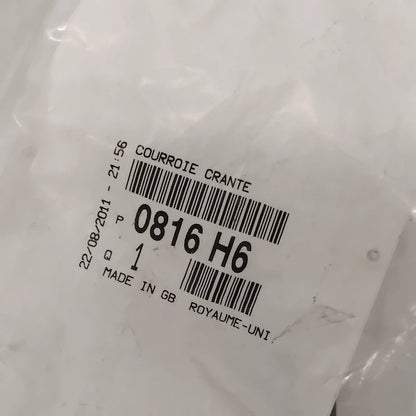 COURROIE CRANTE
P 0816 H6
Q 1
MADE IN GB ROYAUME-UNI
22/08/2011 - 21:56